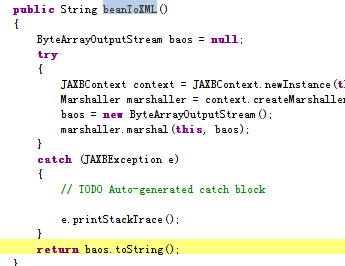 public String beanToXML()
{
ByteArrayOutputStream baos = null;
try
{
JAXBContext context = JAXBContext.newInstance(t
Marshaller marshaller = context.createMarshalle
baos = new ByteArrayOutputStream();
marshaller.marshal(this, baos);
}
catch (JAXBException e)
{
// TODO Auto-generated catch block
e.printStackTrace();
}
return baos.toString();